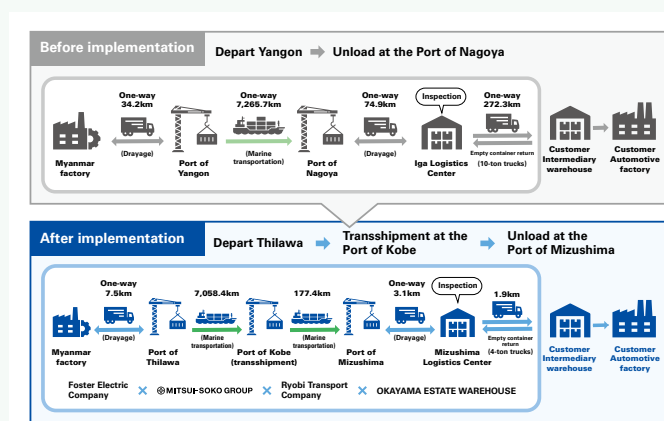 Before implementation
Depart Yangon
Unload at the Port of Nagoya
One-way
34.2km
One-way
7,265.7km
One-way
74.9km
Inspection
One-way
272.3km
(Drayage)
(Marine
transportation)
(Drayage)
Empty container return
(10-ton trucks)
Myanmar
factory
Port of
Yangon
Port of
Nagoya
Iga Logistics
Center
Customer
Intermediary
warehouse
Customer
Automotive
factory
After implementation
Depart Thilawa
Transshipment at the
Port of Kobe
Unload at the
Port of Mizushima
One-way
7.5km
7,058.4km
177.4km
One-way
3.1km
Inspection
1.9km
(Drayage)
(Marine
transportation)
(Marine
transportation)
(Drayage)
Empty container
return
(4-ton trucks)
Myanmar
factory
Port of
Thilawa
Port of Kobe
(transshipment)
Port of
Mizushima
Mizushima
Logistics Center
Customer
Intermediary
warehouse
Customer
Automotive
factory
Foster Electric
Company
×
MITSUI-SOKO GROUP
×
Ryobi Transport
Company
×
OKAYAMA ESTATE WAREHOUSE